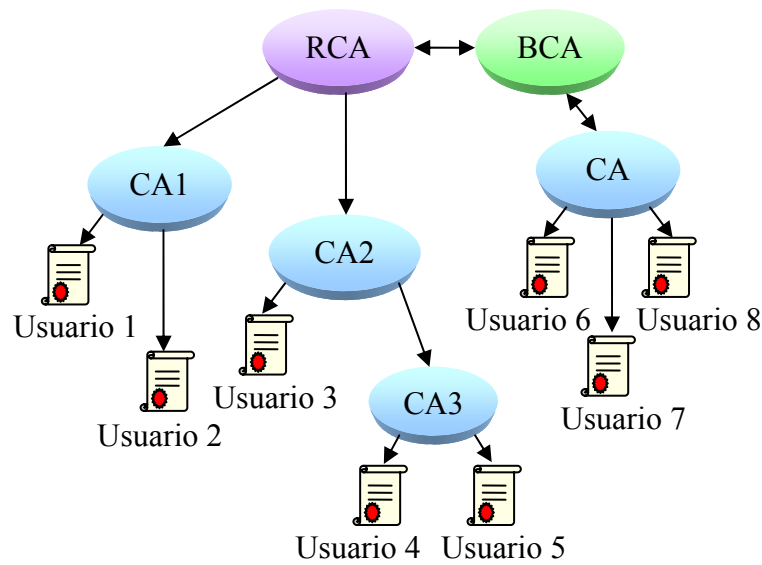 RCA
BCA
CA1
CA
CA2
Usuario 1
Usuario 6
Usuario 8
Usuario 3
CA3
Usuario 7
Usuario 2
Usuario 4
Usuario 5